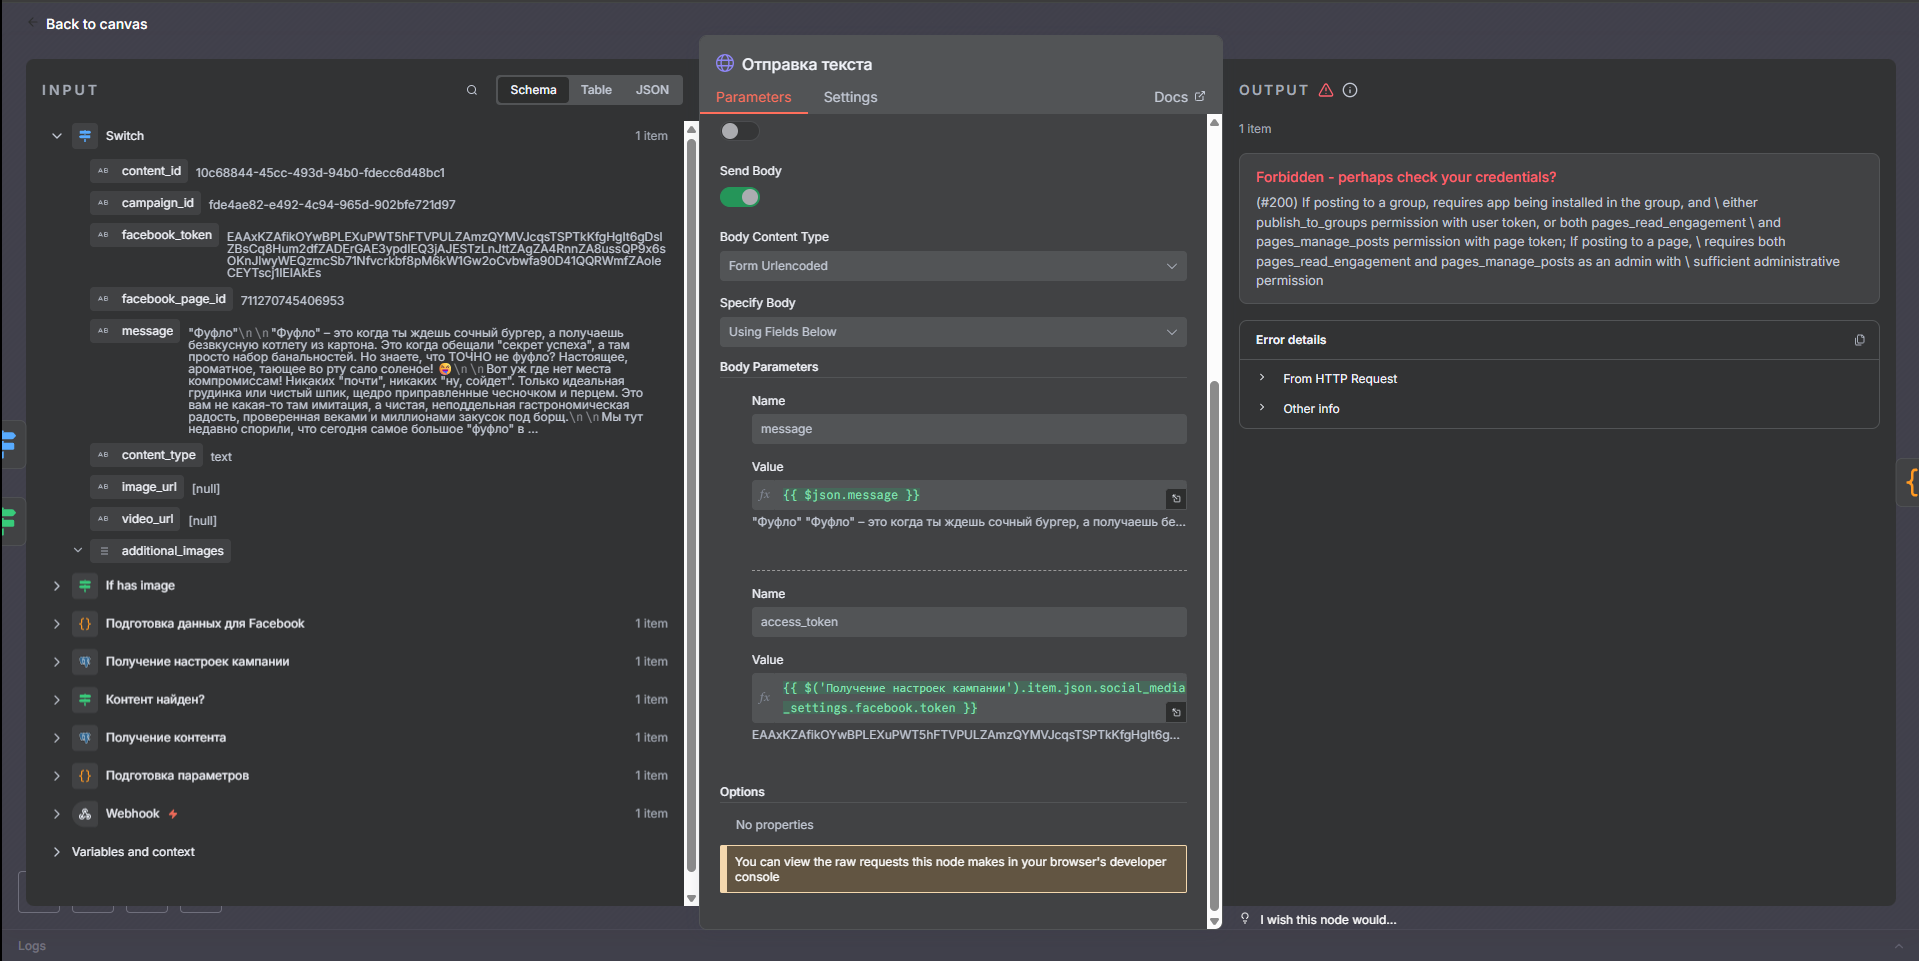 Back to canvas
INPUT
Schema
Table
JSON
Switch
1 item
content_id
10c68844-45cc-493d-94b0-fdecc6d48bc1
campaign_id
fde4ae82-e492-4c94-965d-902bfe721d97
facebook_token
facebook_page_id
711270745406953
message
"Фуфло"\n \n "Фуфло" – это когда ты ждешь сочный бургер, а получаешь
безвкусную котлету из картона. Это когда обещали "секрет успеха", а там
просто набор банальностей. Но знаете, что ТОЧНО не фуфло? Настоящее,
ароматное, тающее во рту сало соленое! 😝\n \n Вот уж где нет места
компромиссам! Никаких "почти", никаких "ну, сойдет". Только идеальная
грудинка или чистый шпик, щедро приправленные чесночком и перцем. Это
вам не какая-то там имитация, а чистая, неподдельная гастрономическая
радость, проверенная веками и миллионами закусок под борщ.\n \n Мы тут
недавно спорили, что сегодня самое большое "фуфло" в ...
content_type
text
image_url
[null]
video_url
[null]
additional_images
If has image
Подготовка данных для Facebook
1 item
Получение настроек кампании
1 item
Контент найден?
1 item
Получение контента
1 item
Подготовка параметров
1 item
Webhook
1 item
Variables and context
Logs
Отправка текста
Parameters
Settings
Docs
Send Body
Body Content Type
Form Urlencoded
Specify Body
Using Fields Below
Body Parameters
Name
message
Value
fx
{{ $json.message }}
"Фуфло" "Фуфло" – это когда ты ждешь сочный бургер, а получаешь бе...
Name
access_token
Value
fx
{{ $('Получение настроек кампании').item.json.social_media
_settings.facebook.token }}
Options
No properties
You can view the raw requests this node makes in your browser's developer
console
OUTPUT
1 item
Forbidden - perhaps check your credentials?
(#200) If posting to a group, requires app being installed in the group, and \ either
publish_to_groups permission with user token, or both pages_read_engagement \ and
pages_manage_posts permission with page token; If posting to a page, \ requires both
pages_read_engagement and pages_manage_posts as an admin with \ sufficient administrative
permission
Error details
From HTTP Request
Other info
I wish this node would...